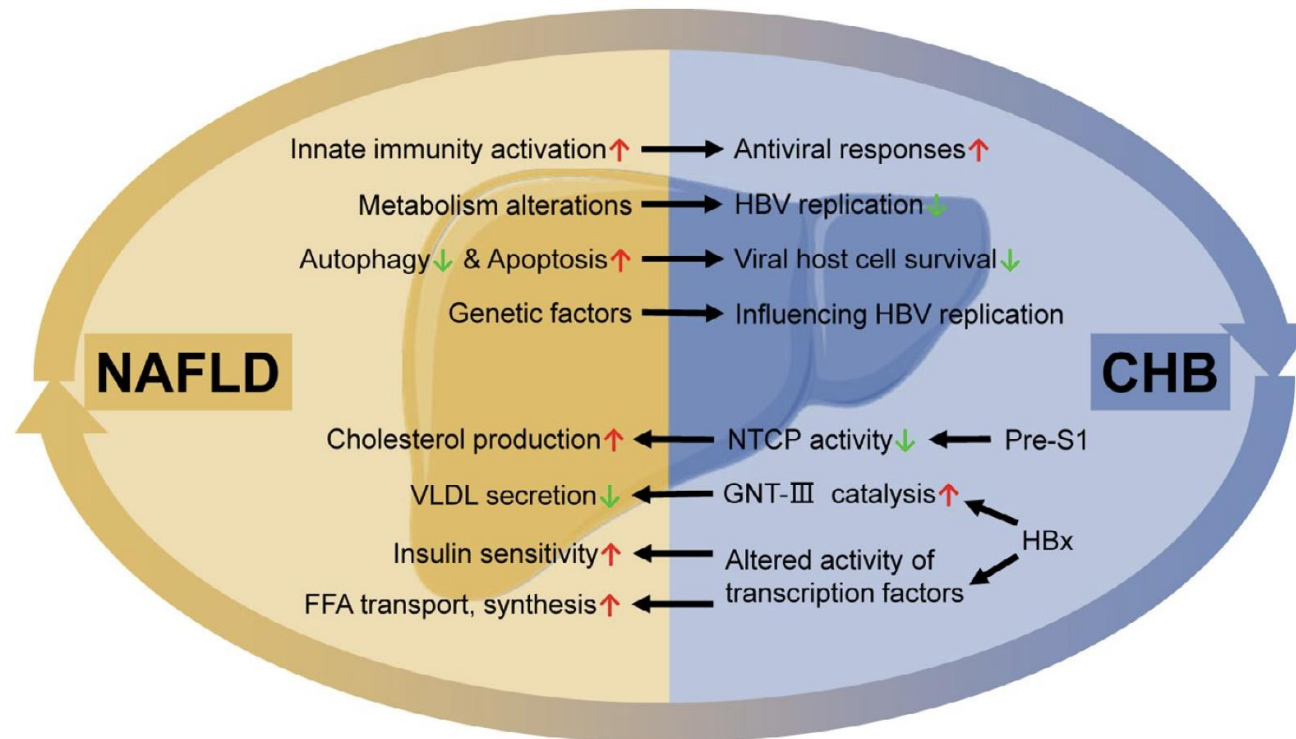 Innate immunity activation↑ → Antiviral responses↑
Metabolism alterations → HBV replication↓
Autophagy↓ & Apoptosis↑ → Viral host cell survival↓
Genetic factors → Influencing HBV replication
NAFLD
CHB
Cholesterol production↑ ← NTCP activity↓ ← Pre-S1
VLDL secretion↓ ← GNT-Ⅲ catalysis↑
HBx
Insulin sensitivity↑ ← Altered activity of
FFA transport, synthesis↑ ← transcription factors